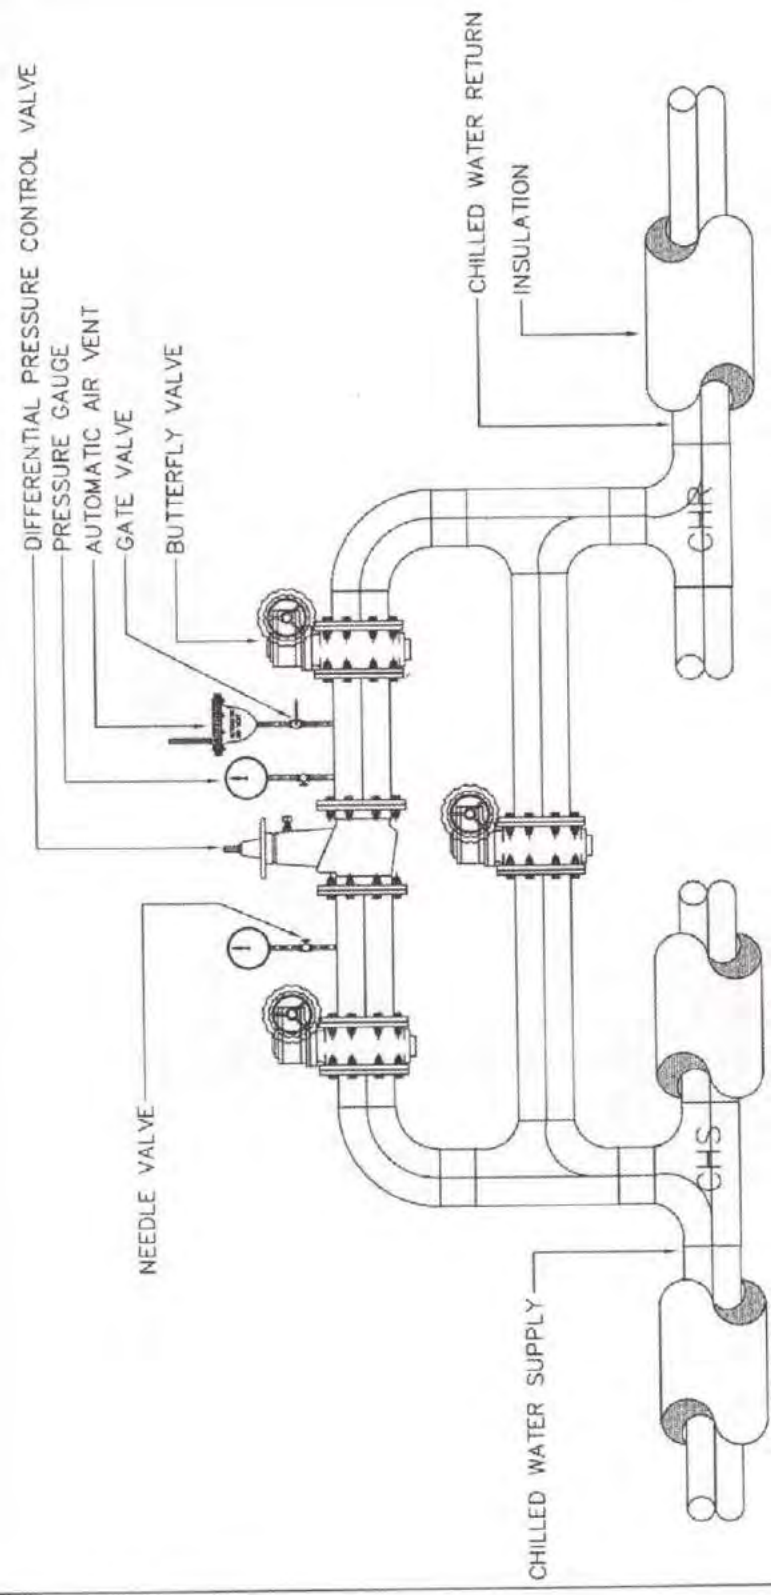 DIFFERENTIAL PRESSURE CONTROL VALVE
PRESSURE GAUGE
AUTOMATIC AIR VENT
GATE VALVE
BUTTERFLY VALVE
NEEDLE VALVE
CHILLED WATER RETURN
INSULATION
CHILLED WATER SUPPLY
CHS
CHR